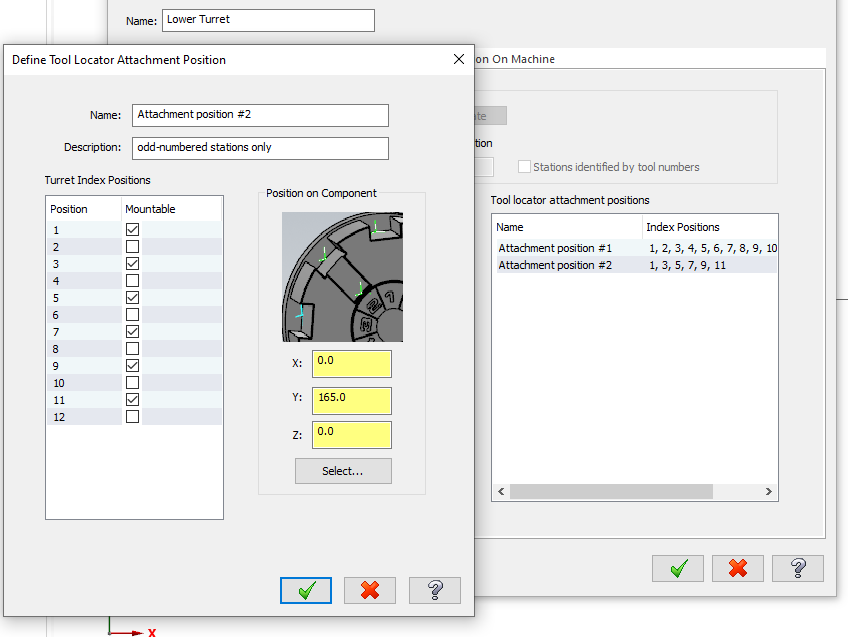 Name: Lower Turret
Define Tool Locator Attachment Position
on On Machine
Name: Attachment position #2
Description: odd-numbered stations only
Turret Index Positions
Position Mountable
1
2
3
4
5
6
7
8
9
10
11
12
Position on Component
X: 0.0
Y: 165.0
Z: 0.0
Select...
ate
tion
Stations identified by tool numbers
Tool locator attachment positions
Name Index Positions
Attachment position #1 1, 2, 3, 4, 5, 6, 7, 8, 9, 10
Attachment position #2 1, 3, 5, 7, 9, 11
X